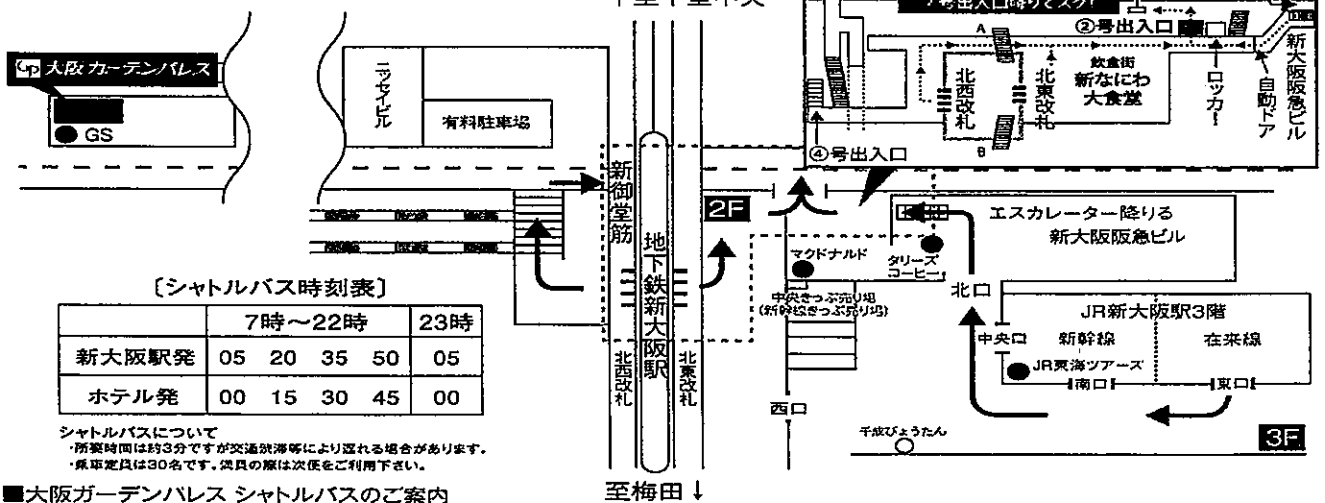 7号出入口降りてスグ!
A
②号出入口
北西改札
北東改札
飲食街
新なにわ
大食堂
ロッカー
自動ドア
新大阪阪急ビル
B
④号出入口
Gp 大阪ガーデンパレス
GS
ニッセイビル
有料駐車場
新御堂筋
2F
地下鉄新大阪駅
北西改札
北東改札
エスカレーター降りる
新大阪阪急ビル
マクドナルド
タリーズ
コーヒー
中央きっぷ売り場
(新幹線きっぷ売り場)
北口
JR新大阪駅3階
中央口
新幹線
在来線
JR東海ツアーズ
南口
東口
西口
千成びょうたん
3F
至梅田↓
〔シャトルバス時刻表〕
7時~22時 23時
新大阪駅発 05 20 35 50 05
ホテル発 00 15 30 45 00
シャトルバスについて
・所要時間は約3分ですが交通渋滞等により遅れる場合があります。
・乗車定員は30名です。満員の際は次便をご利用下さい。
■大阪ガーデンパレス シャトルバスのご案内